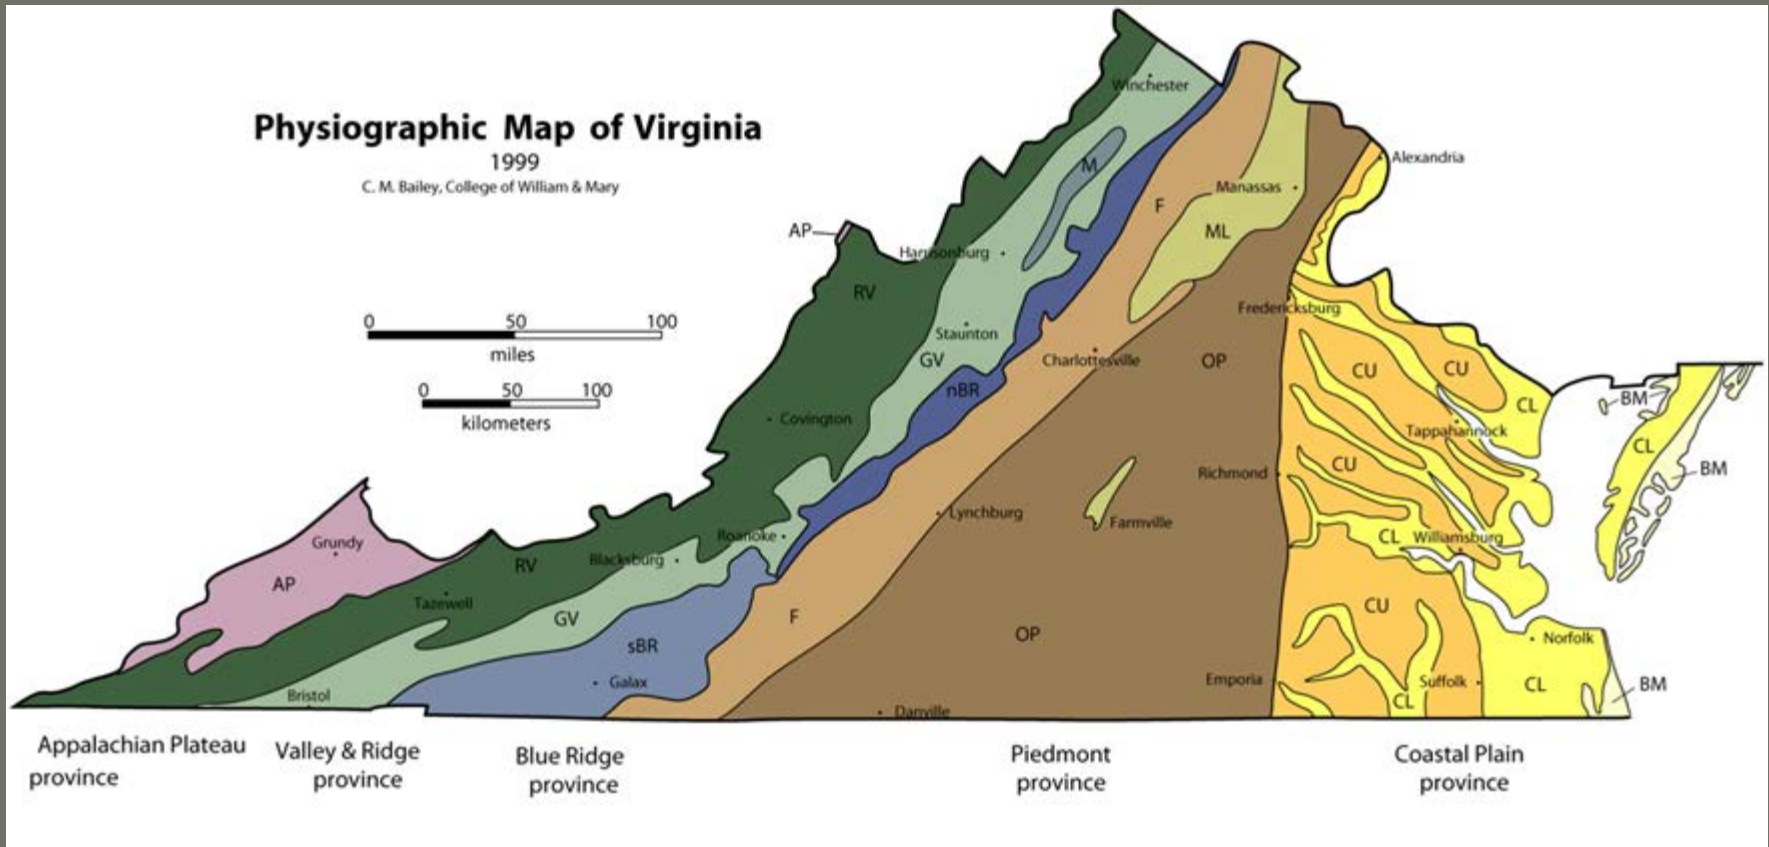 Physiographic Map of Virginia
1999
C. M. Bailey, College of William & Mary
Winchester
M
Alexandria
F
Manassas
AP
ML
Harrisonburg
RV
Fredericksburg
0 50 100
miles
Staunton
GV
Charlottesville
OP
CU
CU
0 50 100
kilometers
nBR
BM
CL
Covington
Tappahannock
CL
CU
BM
Richmond
Lynchburg
Farmville
Grundy
Roanoke
CL
Williamsburg
Blacksburg
RV
AP
Tazewell
GV
F
CU
OP
Norfolk
sBR
Galax
Emporia
Suffolk
CL
BM
Bristol
CL
Danville
Appalachian Plateau
province
Valley & Ridge
province
Blue Ridge
province
Piedmont
province
Coastal Plain
province